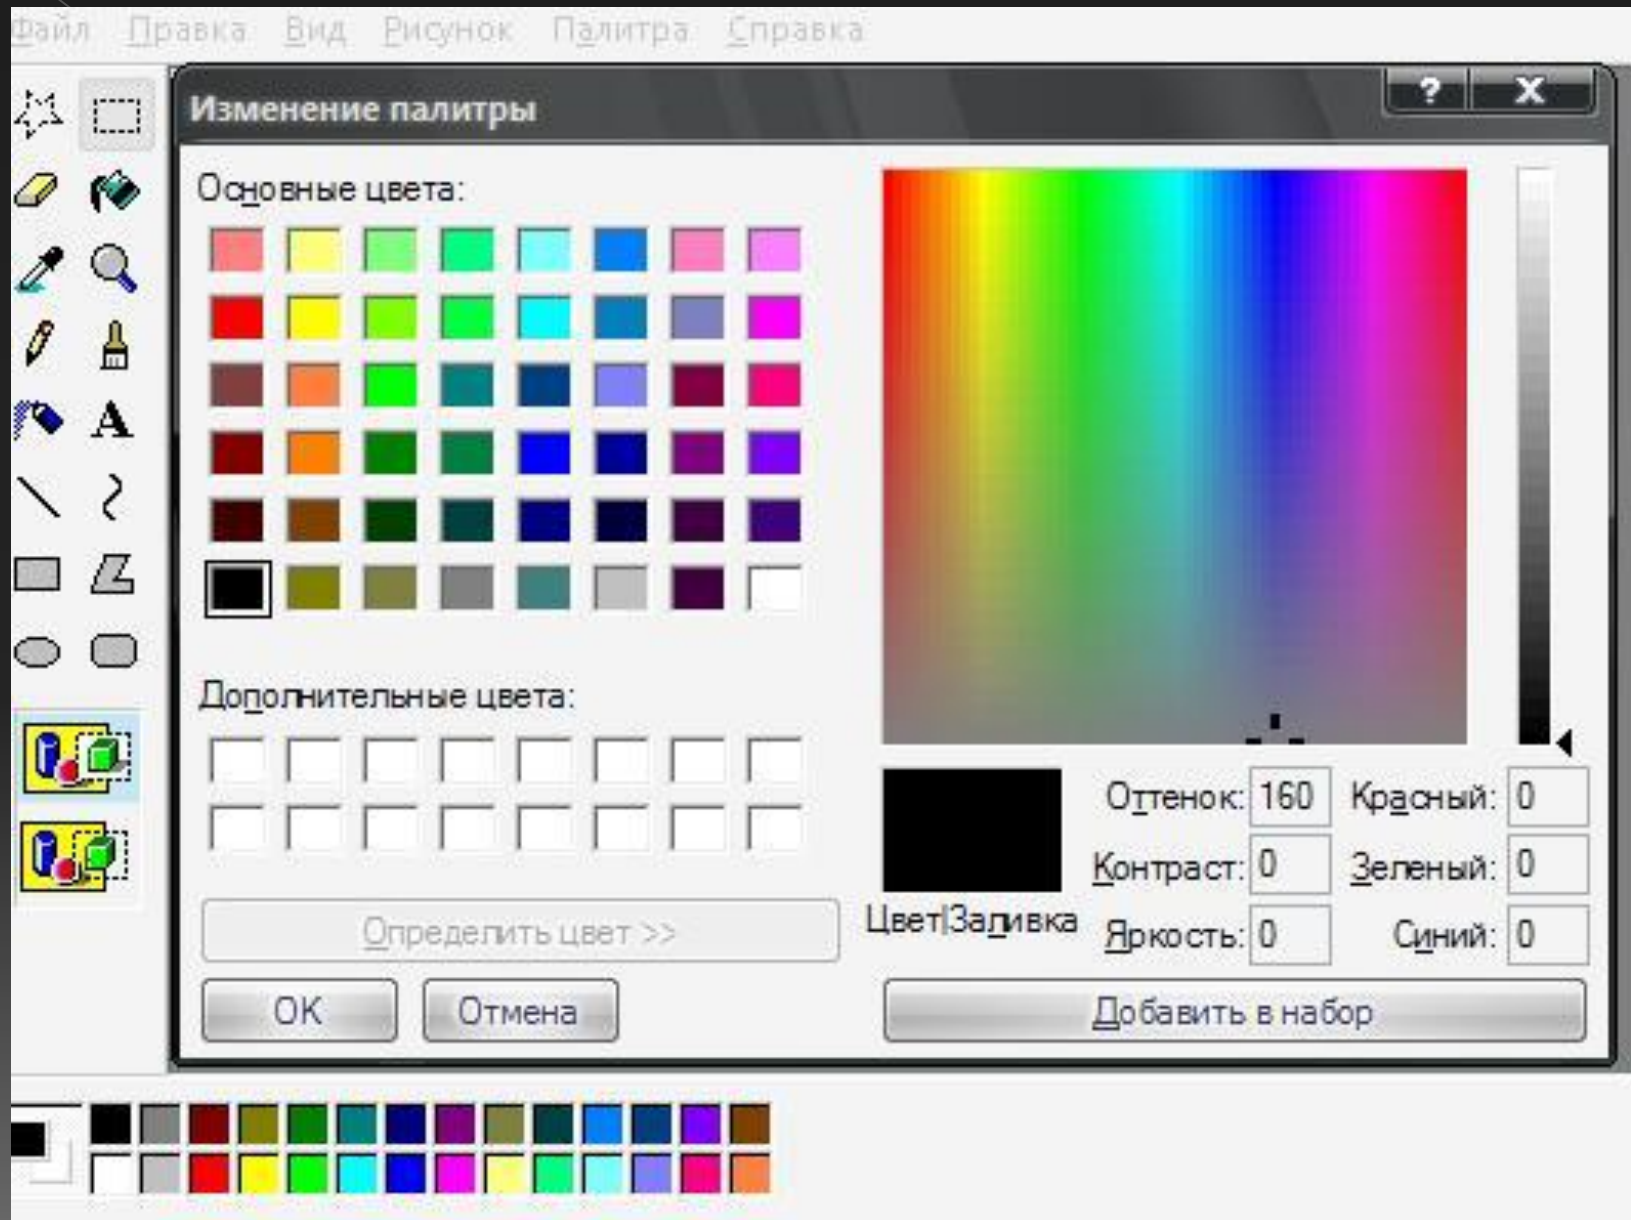 Файл Правка Вид Рисунок Палитра Справка
Изменение палитры
? X
Основные цвета:
A
Дополнительные цвета:
Определить цвет >>
OK Отмена
Цвет|Заливка
Оттенок: 160 Красный: 0
Контраст: 0 Зеленый: 0
Яркость: 0 Синий: 0
Добавить в набор